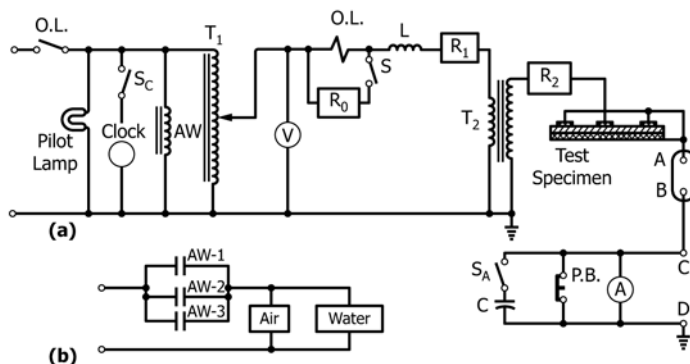 O.L.
T1
O.L.
L
R1
R2
SC
S
R0
Pilot
Lamp
Clock
AW
V
T2
Test
Specimen
A
B
(a)
AW-1
AW-2
AW-3
Air
Water
(b)
SA
C
P.B.
A
C
D